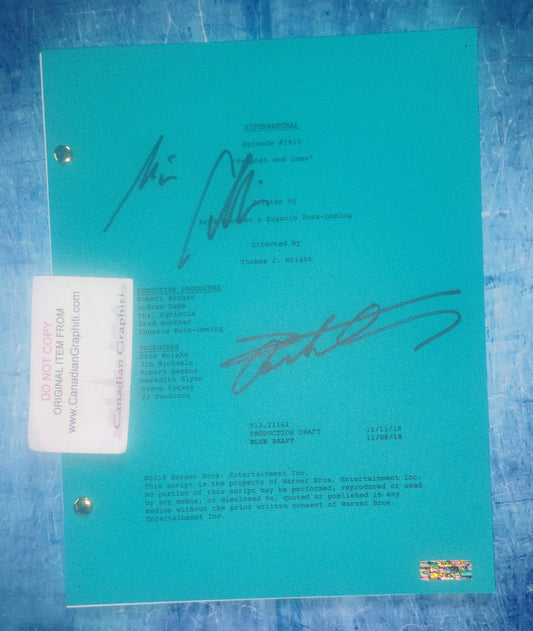 SUPERNATURAL
Episode #1412
"Prophet and Loss"
Written by
Brad Buckner & Eugenie Ross-Leming
Directed by
Thomas J. Wright
EXECUTIVE PRODUCERS
Robert Singer
Andrew Dabb
Phil Sgriccia
Brad Buckner
Eugenie Ross-Leming
PRODUCERS
Eric Kripke
Jim Michaels
Robert Berens
Meredith Glynn
Steve Yockey
PJ Pancisco
T13.21162
PRODUCTION DRAFT 10/11/18
BLUE DRAFT 11/08/18
©2018 Warner Bros. Entertainment Inc.
This script is the property of Warner Bros. Entertainment Inc.
No portion of this script may be performed, reproduced or used
by any means, or disclosed to, quoted or published in any
medium without the prior written consent of Warner Bros.
Entertainment Inc.
DO NOT COPY
ORIGINAL ITEM FROM
www.CanadianGraphiti.com
Canadian Graphiti